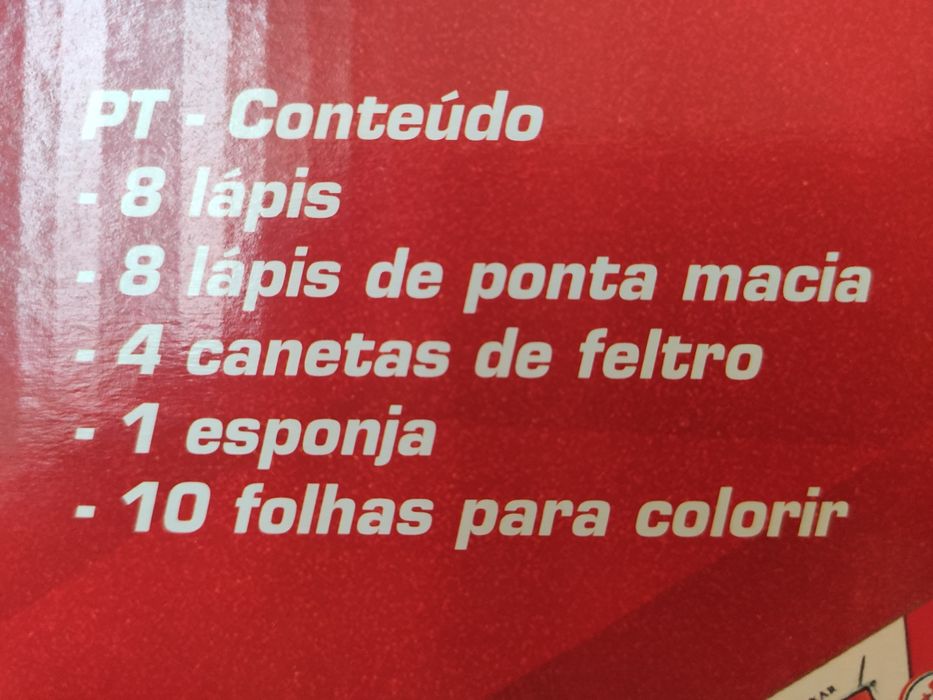 PT - Conteúdo
- 8 lápis
- 8 lápis de ponta macia
- 4 canetas de feltro
- 1 esponja
- 10 folhas para colorir